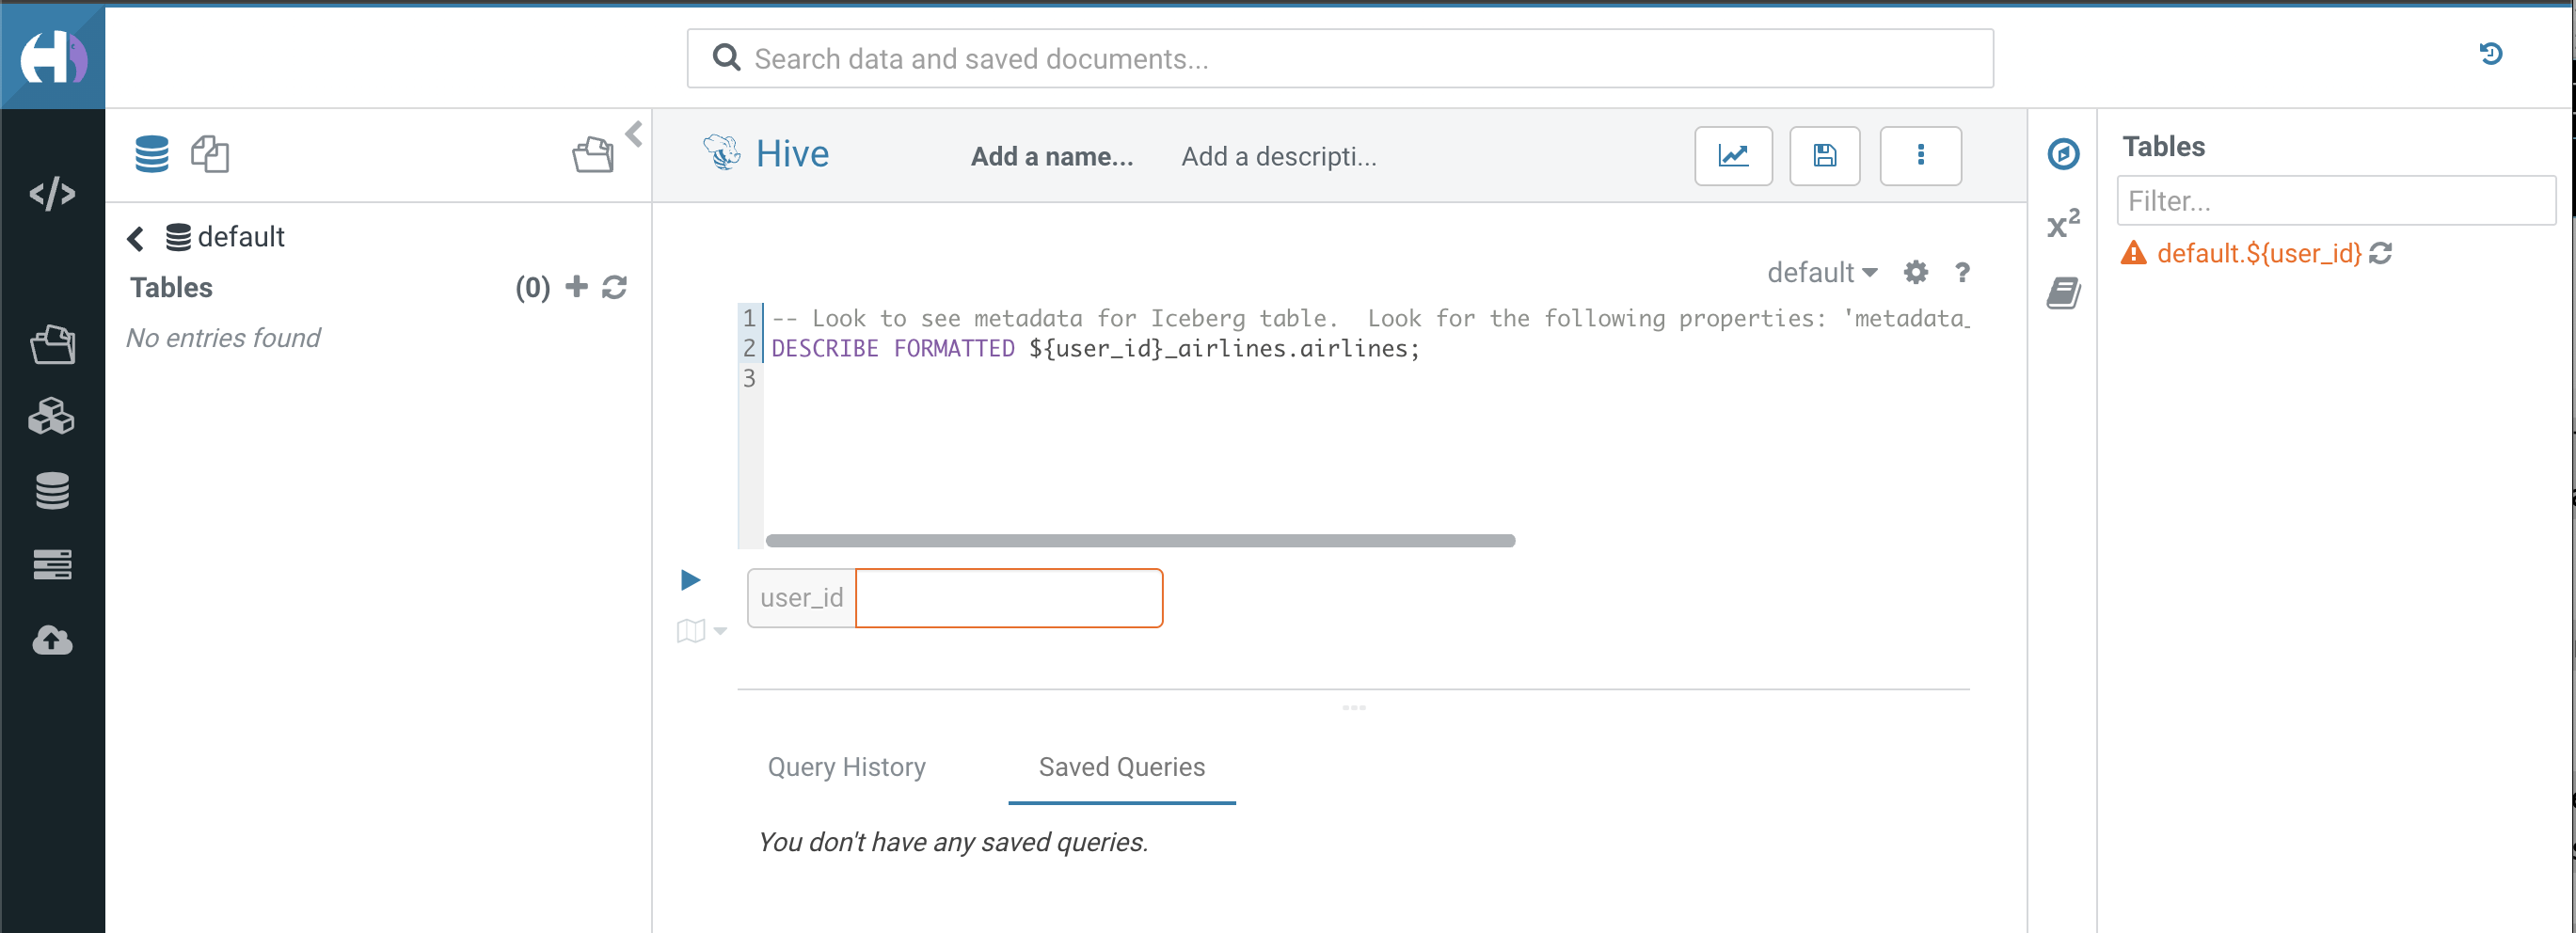 Search data and saved documents...
default
Tables (0)
No entries found
Hive Add a name... Add a descripti...
default ?
1 -- Look to see metadata for Iceberg table.  Look for the following properties: 'metadata_
2 DESCRIBE FORMATTED ${user_id}_airlines.airlines;
3
user_id
Query History Saved Queries
You don't have any saved queries.
x²
Tables
Filter...
default.${user_id}